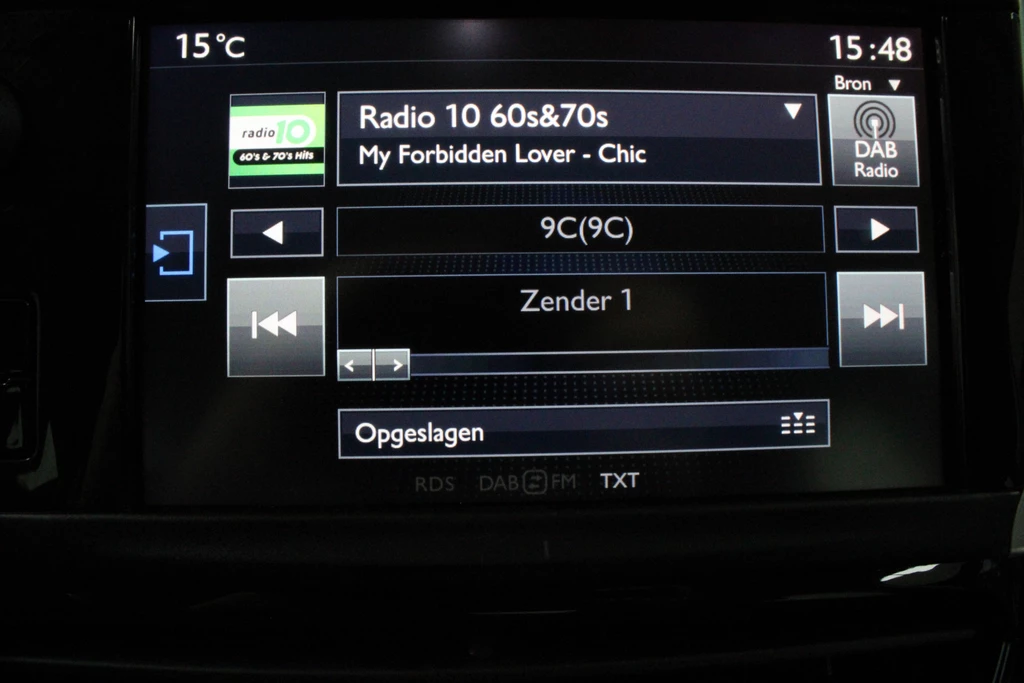 15°C
15:48
Bron
radio 10
60's & 70's Hits
Radio 10 60s&70s
My Forbidden Lover - Chic
DAB
Radio
9C(9C)
Zender 1
Opgeslagen
RDS DAB FM TXT